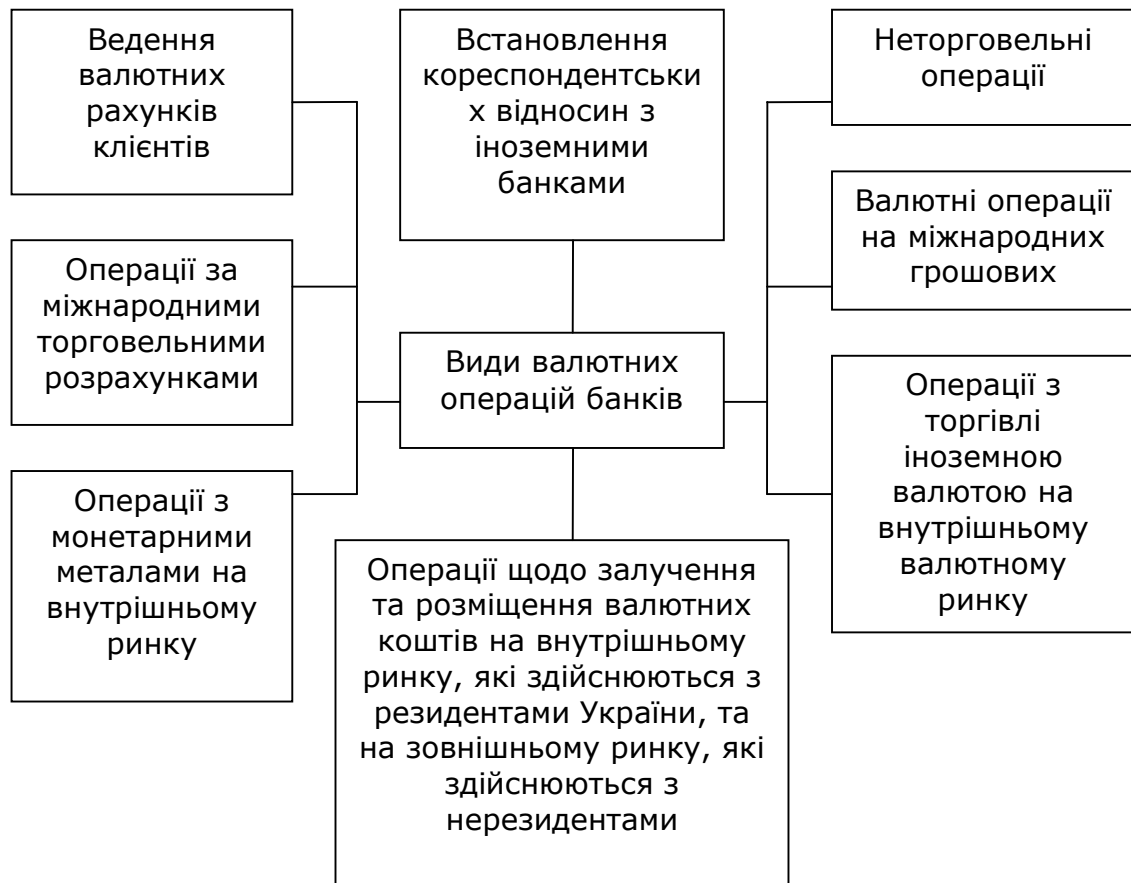 Ведення
валютних
рахунків
клієнтів
Встановлення
кореспондентськи
х відносин з
іноземними
банками
Неторговельні
операції
Операції за
міжнародними
торговельними
розрахунками
Види валютних
операцій банків
Валютні операції
на міжнародних
грошових
Операції з
монетарними
металами на
внутрішньому
ринку
Операції щодо залучення
та розміщення валютних
коштів на внутрішньому
ринку, які здійснюються з
резидентами України, та
на зовнішньому ринку, які
здійснюються з
нерезидентами
Операції з
торгівлі
іноземною
валютою на
внутрішньому
валютному
ринку